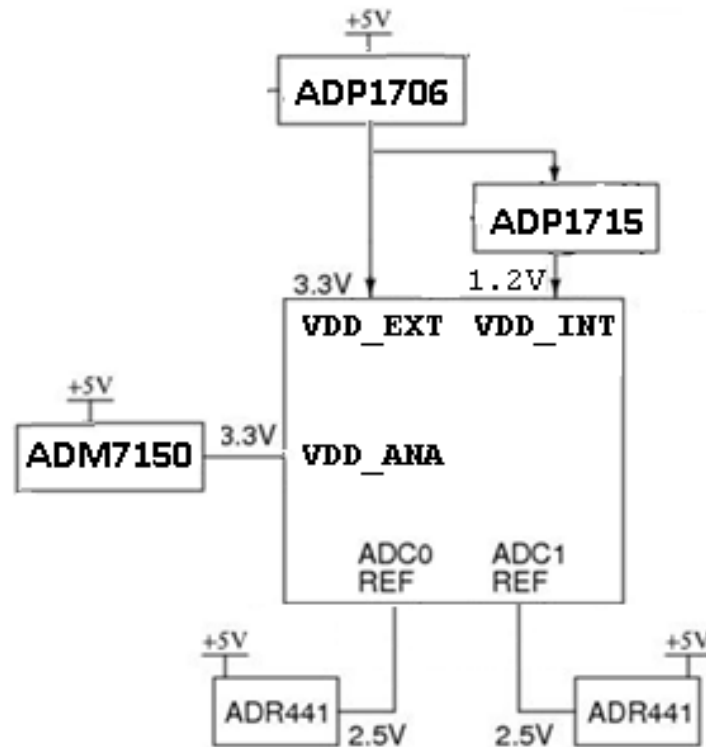 +5V
ADP1706
ADP1715
3.3V
1.2V
VDD_EXT
VDD_INT
+5V
ADM7150
3.3V
VDD_ANA
ADC0
REF
ADC1
REF
+5V
ADR441
2.5V
+5V
ADR441
2.5V